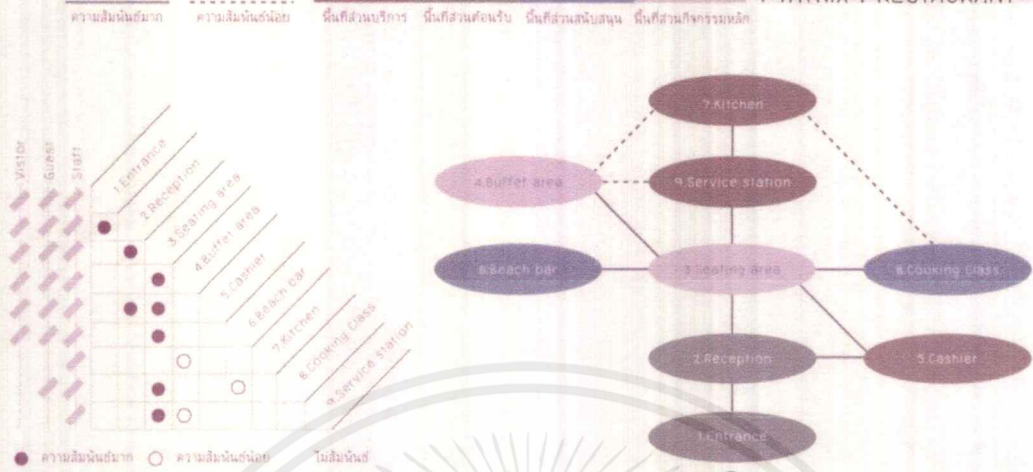 MATRIX : RESTAURANT
ความสัมพันธ์มาก ความสัมพันธ์น้อย พื้นที่ส่วนบริการ พื้นที่ส่วนต้อนรับ พื้นที่ส่วนสนับสนุน พื้นที่ส่วนกิจกรรมหลัก
Vistor
Guest
Staff
1.Entrance
2.Reception
3.Seating area
4.Buffet area
5.Cashier
6.Beach bar
7.Kitchen
8.Cooking Class
9.Service station
ความสัมพันธ์มาก ความสัมพันธ์น้อย ไม่สัมพันธ์
7.Kitchen
4.Buffet area
9.Service station
6.Beach bar
3.Seating area
8.Cooking Class
2.Reception
5.Cashier
1.Entrance